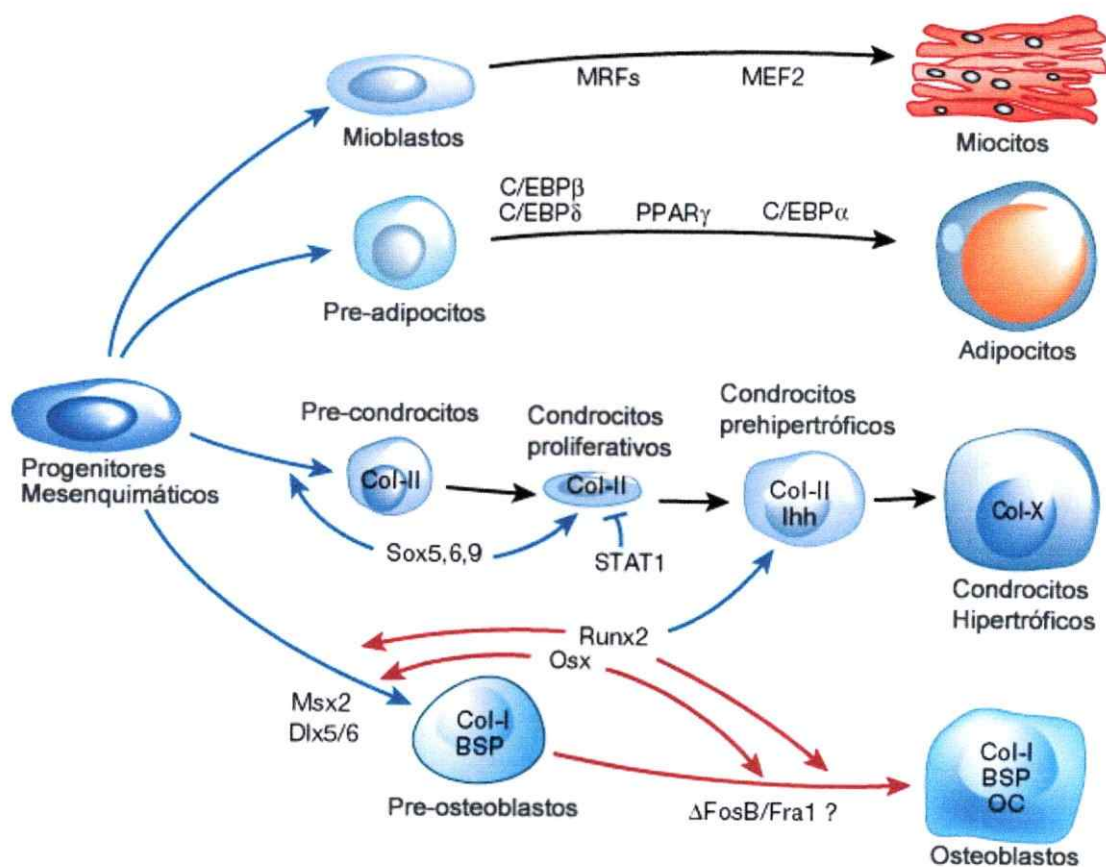 MRFs
MEF2
Mioblastos
Miocitos
C/EBPβ
C/EBPδ
PPARγ
C/EBPα
Pre-adipocitos
Adipocitos
Progenitores
Mesenquimáticos
Pre-condrocitos
Col-II
Condrocitos
proliferativos
Col-II
Condrocitos
prehipertróficos
Col-II
Ihh
Col-X
Condrocitos
Hipertróficos
Sox5,6,9
STAT1
Runx2
Osx
Msx2
Dlx5/6
Col-I
BSP
Pre-osteoblastos
ΔFosB/Fra1 ?
Col-I
BSP
OC
Osteoblastos